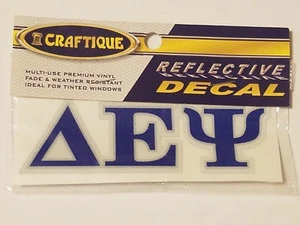 CRAFTIQUE
MULTI-USE PREMIUM VINYL
FADE & WEATHER RESISTANT
IDEAL FOR TINTED WINDOWS
REFLECTIVE
DECAL
ΔΕΨ